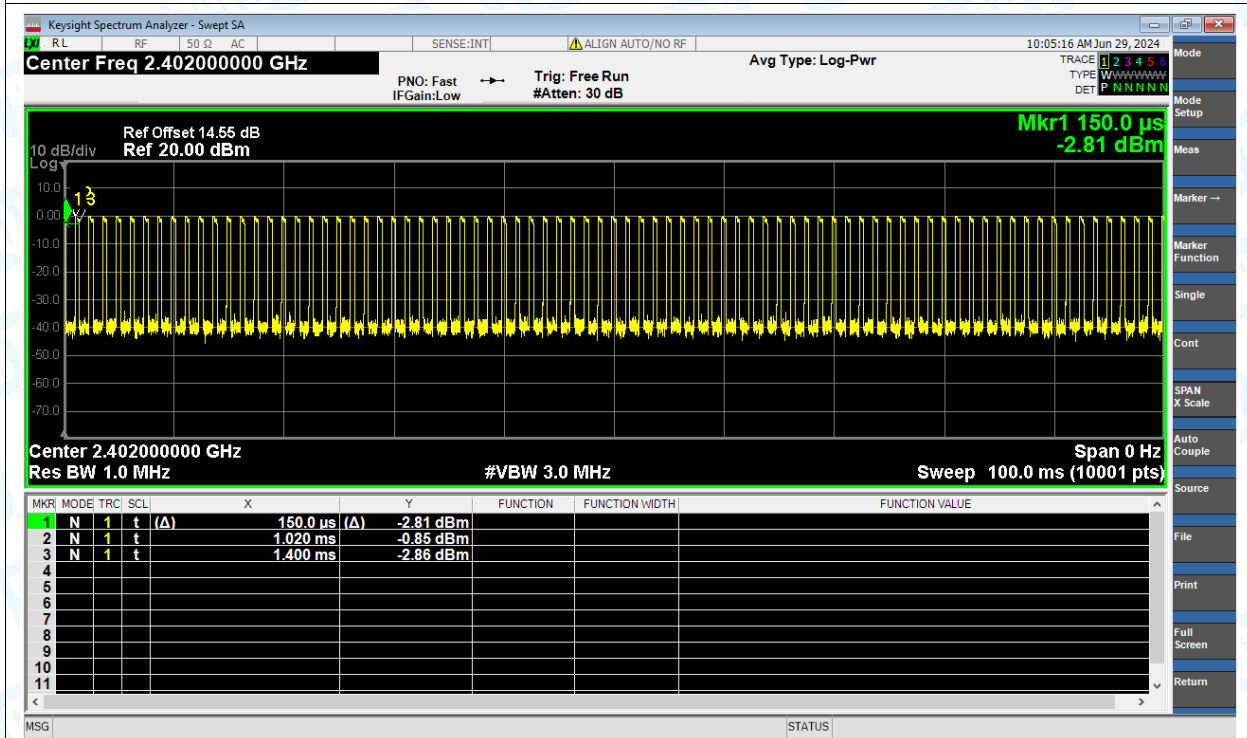 Keysight Spectrum Analyzer - Swept SA
LXI RL RF 50 Ω AC SENSE:INT ALIGN AUTO/NO RF 10:05:16 AM Jun 29, 2024
Center Freq 2.402000000 GHz
PNO: Fast
IFGain:Low
Trig: Free Run
#Atten: 30 dB
Avg Type: Log-Pwr
TRACE 1 2 3 4 5 6
TYPE WWWWWW
DET P N N N N N
Mkr1 150.0 µs
-2.81 dBm
Ref Offset 14.55 dB
10 dB/div Ref 20.00 dBm
Log
10.0
0.00
-10.0
-20.0
-30.0
-40.0
-50.0
-60.0
-70.0
1 3
Center 2.402000000 GHz Span 0 Hz
Res BW 1.0 MHz #VBW 3.0 MHz Sweep 100.0 ms (10001 pts)
MKR MODE TRC SCL X Y FUNCTION FUNCTION WIDTH FUNCTION VALUE
1 N 1 t (Δ) 150.0 µs (Δ) -2.81 dBm
2 N 1 t 1.020 ms -0.85 dBm
3 N 1 t 1.400 ms -2.86 dBm
4
5
6
7
8
9
10
11
MSG STATUS
Mode
Mode Setup
Meas
Marker →
Marker Function
Single
Cont
SPAN X Scale
Auto Couple
Source
File
Print
Full Screen
Return